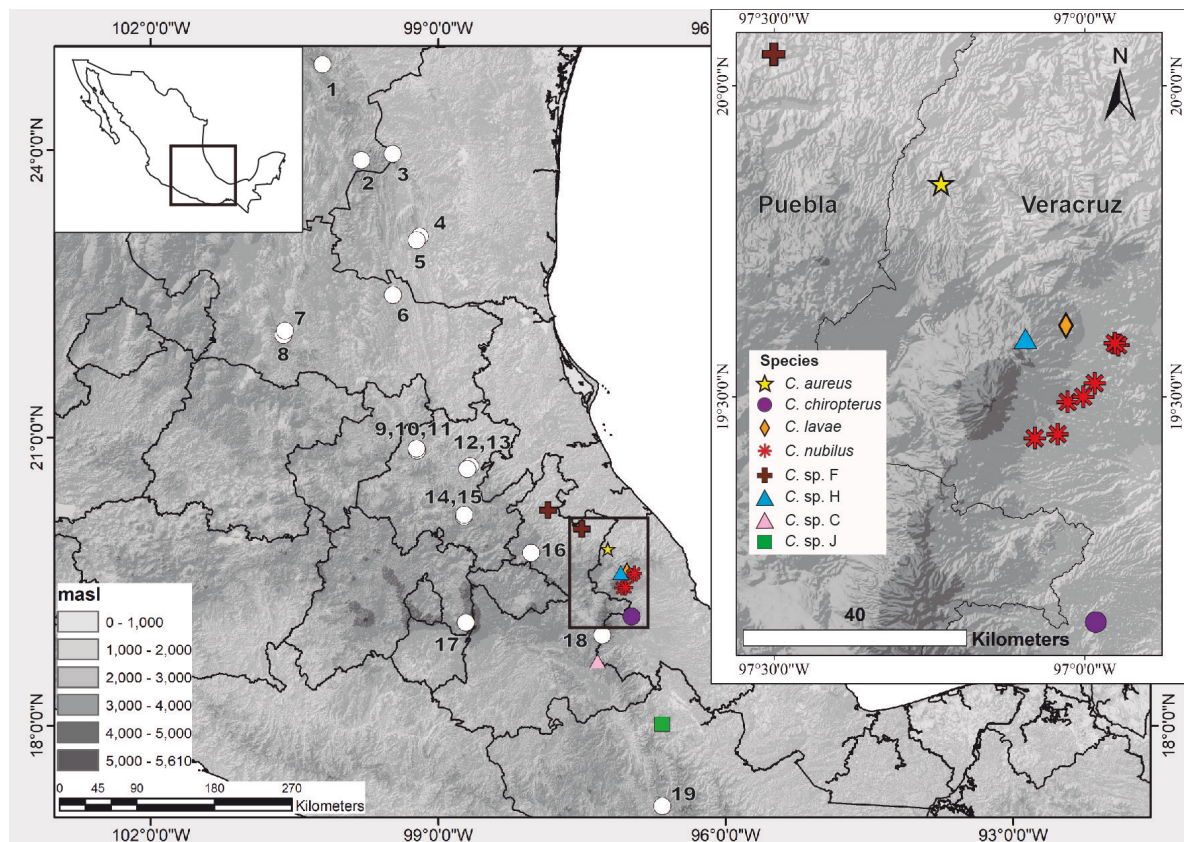 102°0'0"W
99°0'0"W
96
97°30'0"W
97°0'0"W
24°0'0"N
21°0'0"N
18°0'0"N
1
2
3
4
5
6
7
8
9,10,11
12,13
14,15
16
17
18
19
masl
0 - 1,000
1,000 - 2,000
2,000 - 3,000
3,000 - 4,000
4,000 - 5,000
5,000 - 5,610
0 45 90 180 270
Kilometers
N
20°0'0"N
20°0'0"N
Puebla
Veracruz
19°30'0"N
19°30'0"N
Species
C. aureus
C. chiropterus
C. lavae
C. nubilus
C. sp. F
C. sp. H
C. sp. C
C. sp. J
40
Kilometers
97°30'0"W
97°0'0"W
18°0'0"N
102°0'0"W
99°0'0"W
96°0'0"W
93°0'0"W